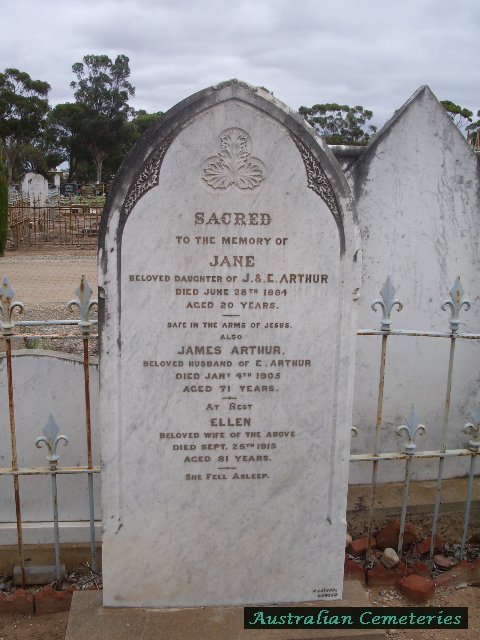 SACRED
TO THE MEMORY OF
JANE
BELOVED DAUGHTER OF J. & E. ARTHUR
DIED JUNE 28TH 1884
AGED 20 YEARS.
SAFE IN THE ARMS OF JESUS.
ALSO
JAMES ARTHUR,
BELOVED HUSBAND OF E. ARTHUR
DIED JANY 4TH 1905
AGED 71 YEARS.
AT REST
ELLEN
BELOVED WIFE OF THE ABOVE
DIED SEPT. 25TH 1915
AGED 81 YEARS.
SHE FELL ASLEEP.
Australian Cemeteries